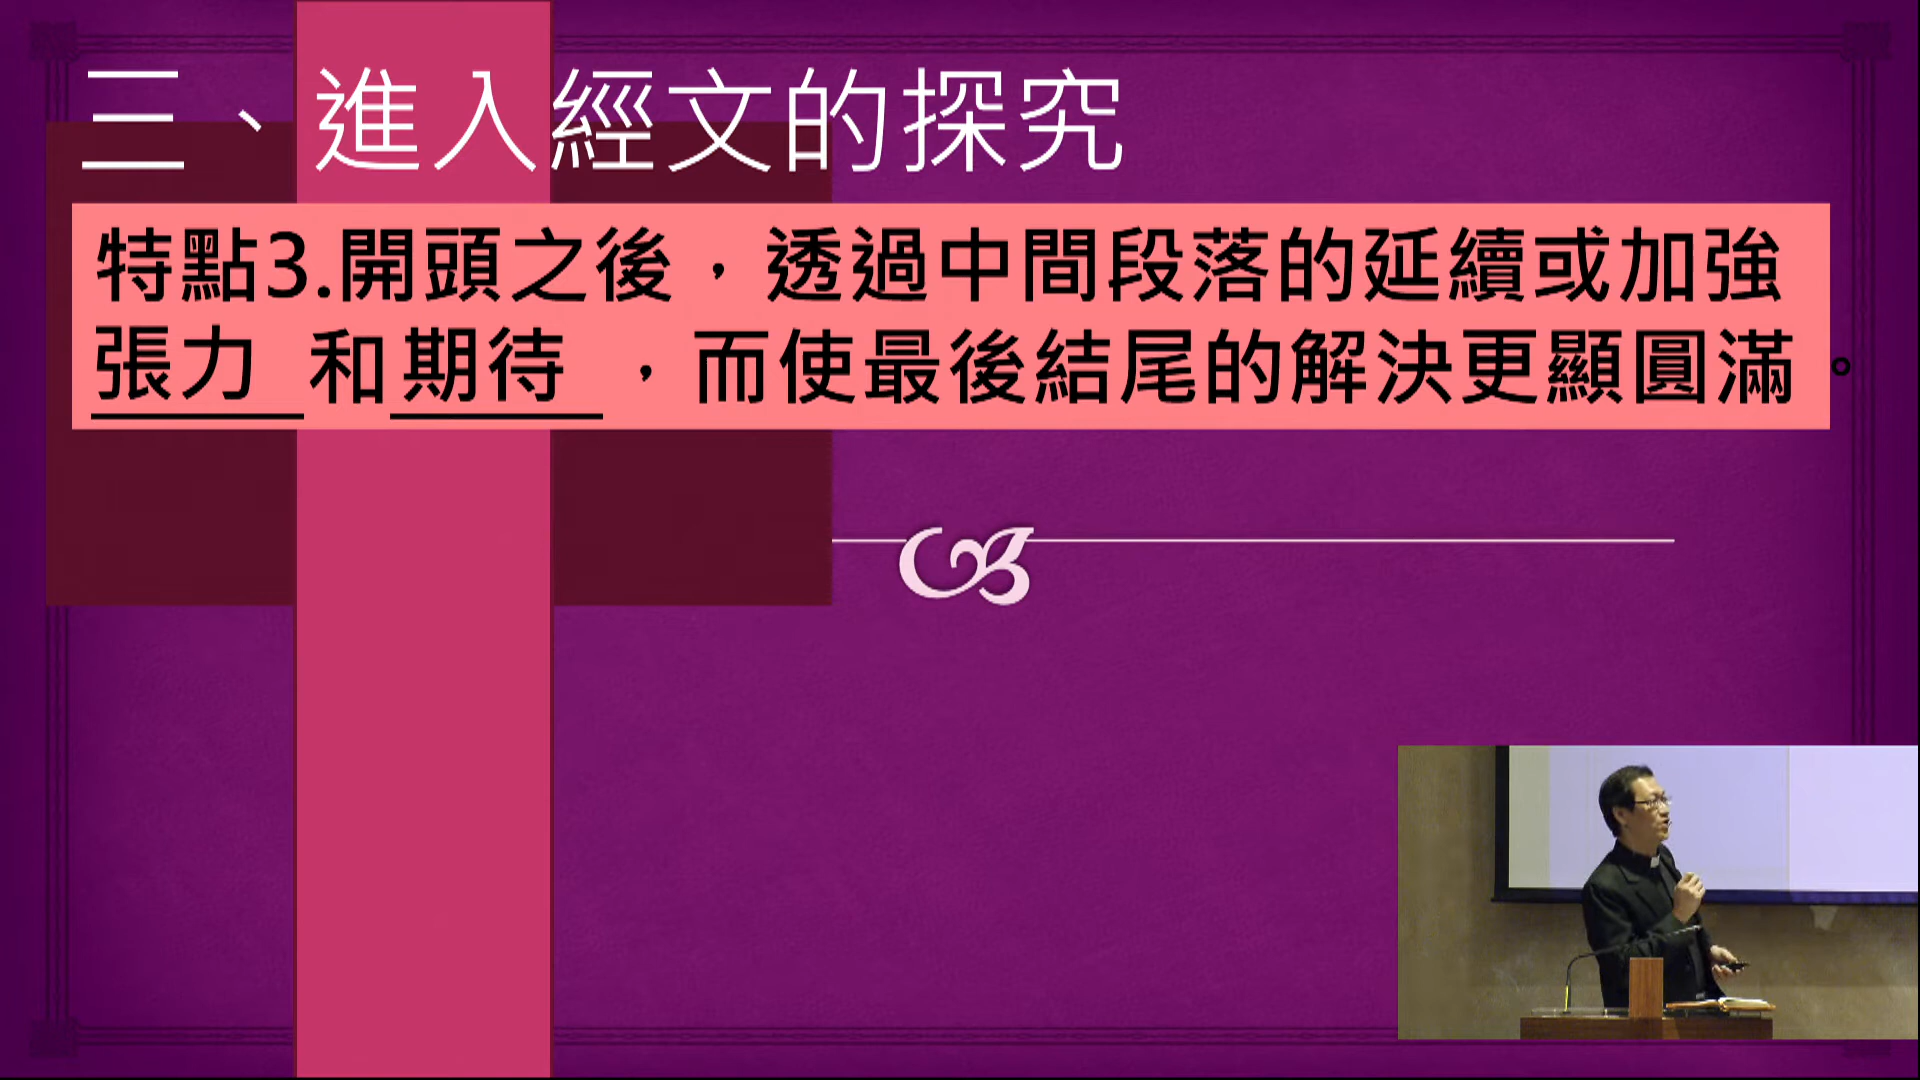 三、進入經文的探究
特點3.開頭之後，透過中間段落的延續或加強
張力 和期待 ，而使最後結尾的解決更顯圓滿。